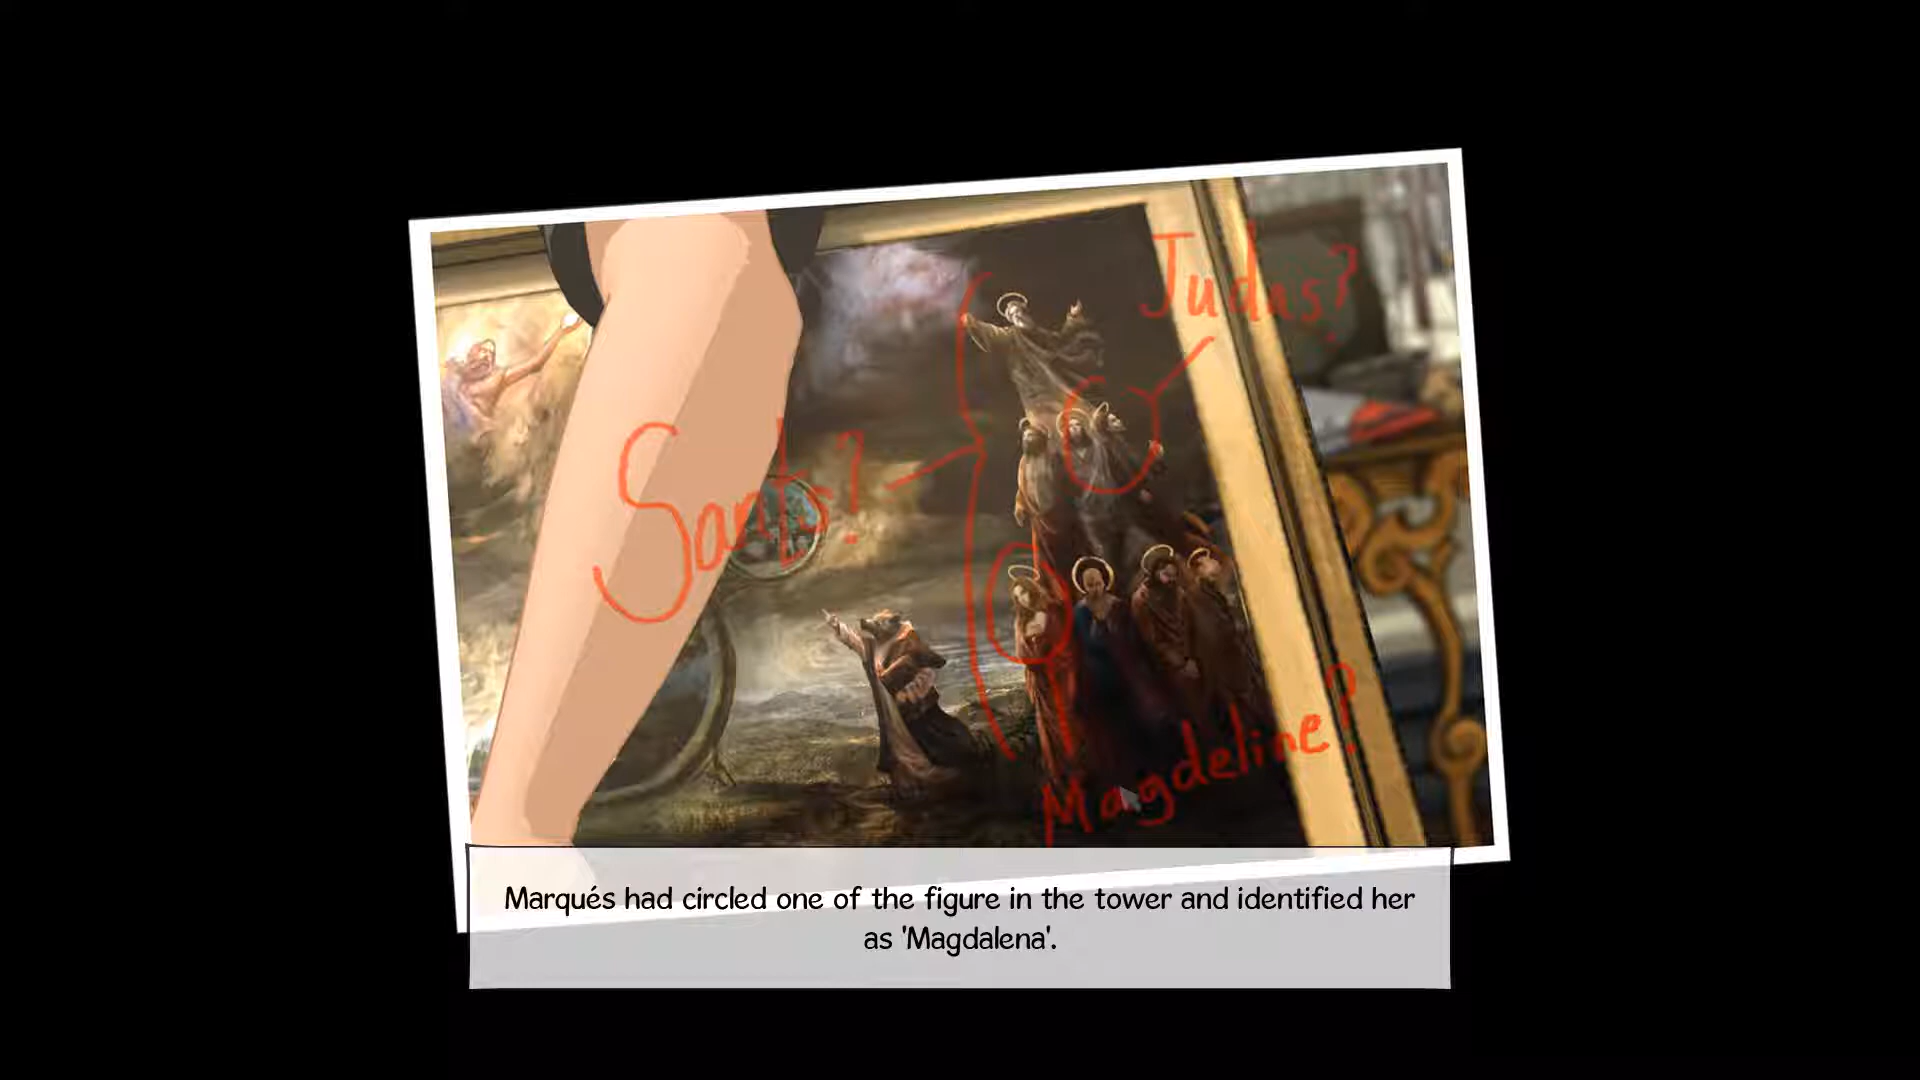 Judas?
Sants?
Magdeline?
Marqués had circled one of the figure in the tower and identified her
as 'Magdalena'.